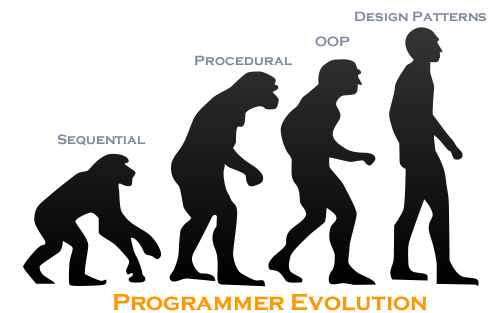 Design Patterns
OOP
Procedural
Sequential
Programmer Evolution